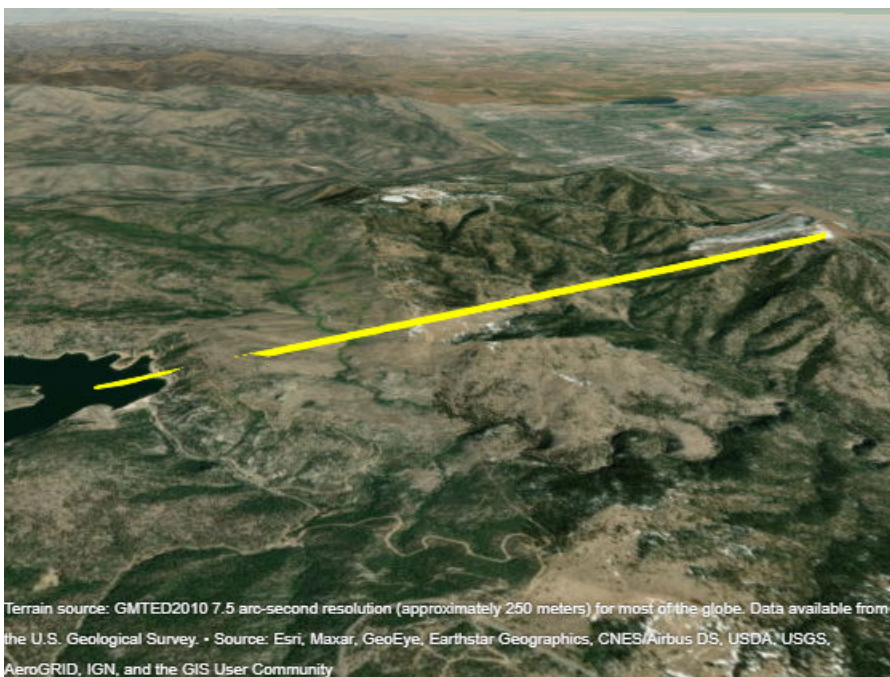 Terrain source: GMTED2010 7.5 arc-second resolution (approximately 250 meters) for most of the globe. Data available from
the U.S. Geological Survey. • Source: Esri, Maxar, GeoEye, Earthstar Geographics, CNES/Airbus DS, USDA, USGS,
AeroGRID, IGN, and the GIS User Community